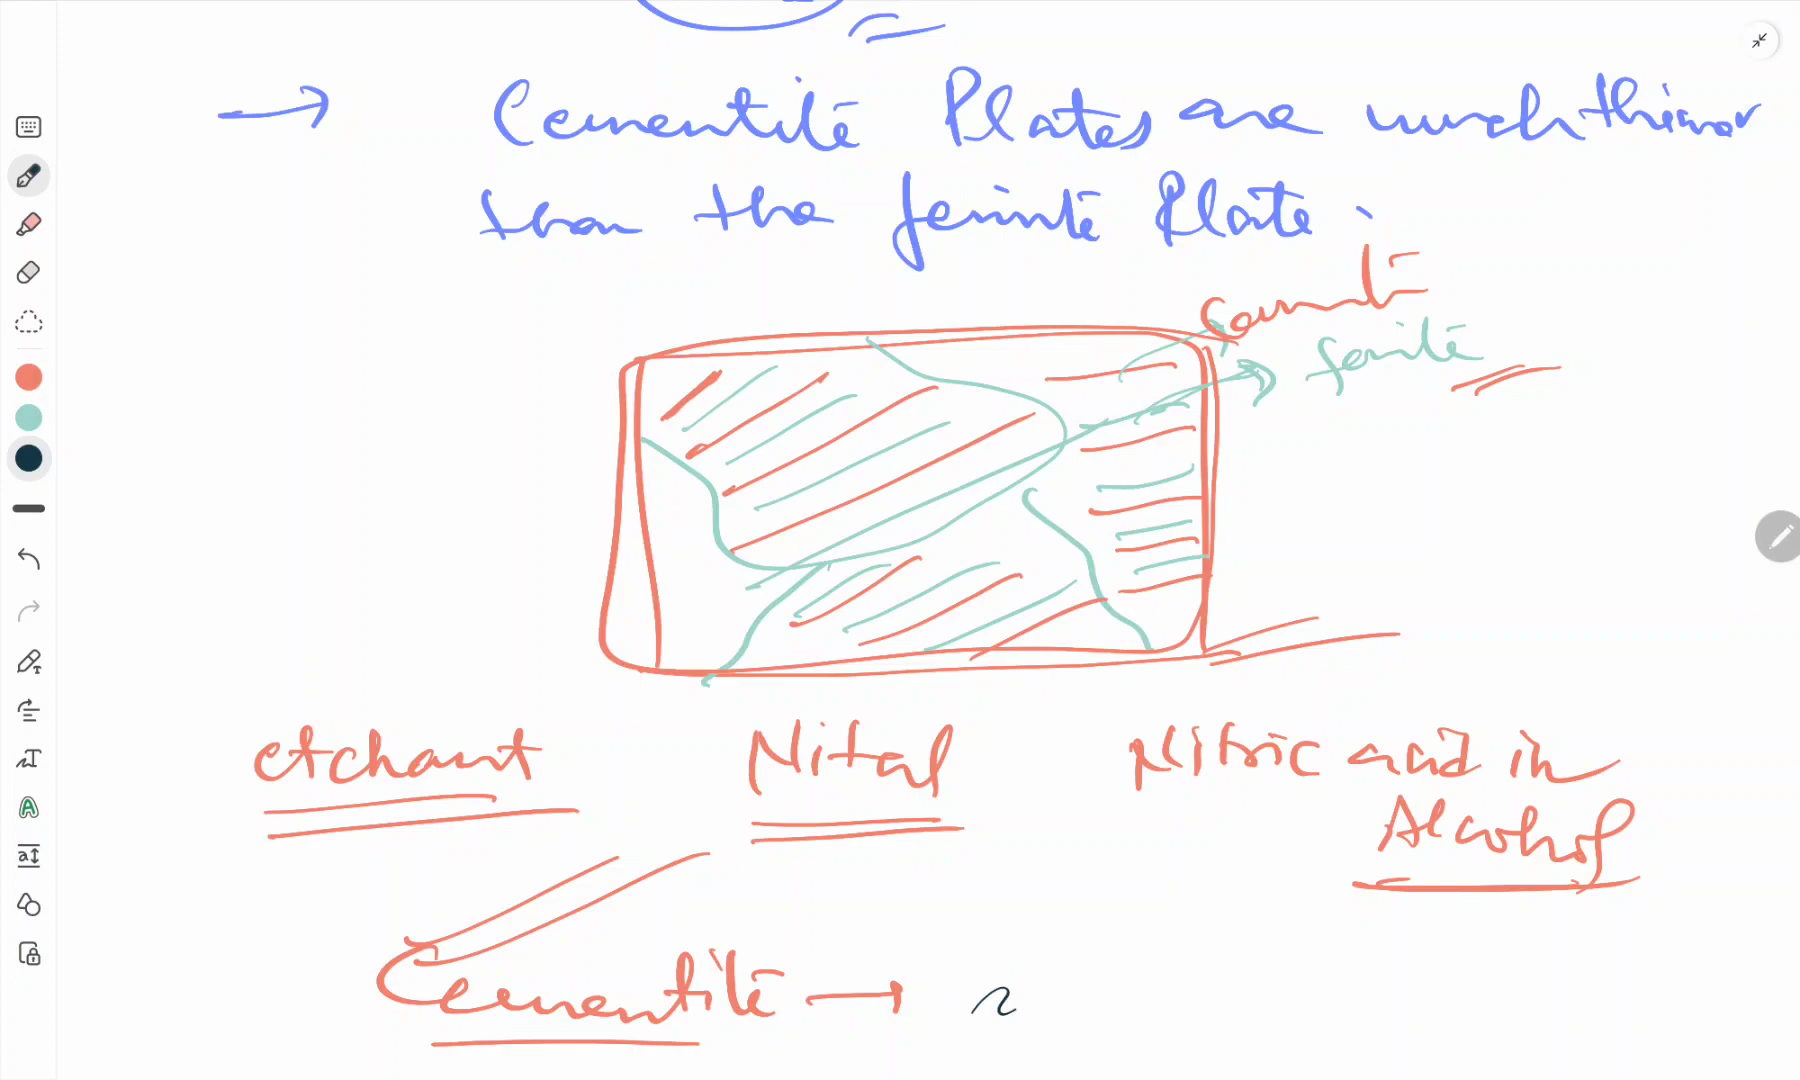 → Cementite Plates are much thinner
than the ferrite Plate.
Cementite
ferrite
etchant Nital Nitric acid in
Alcohol
Cementite →